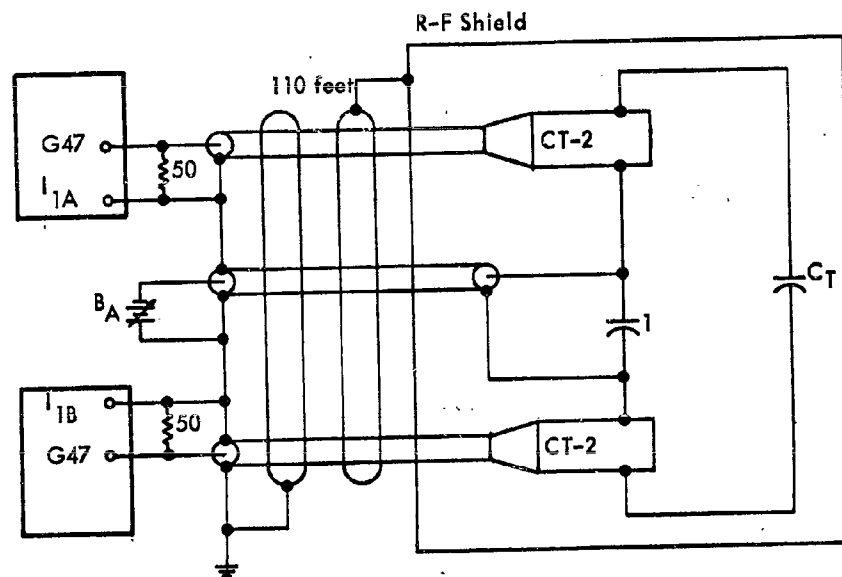 R-F Shield
110 feet
G47
50
I1A
CT-2
CT
BA
1
I1B
50
G47
CT-2